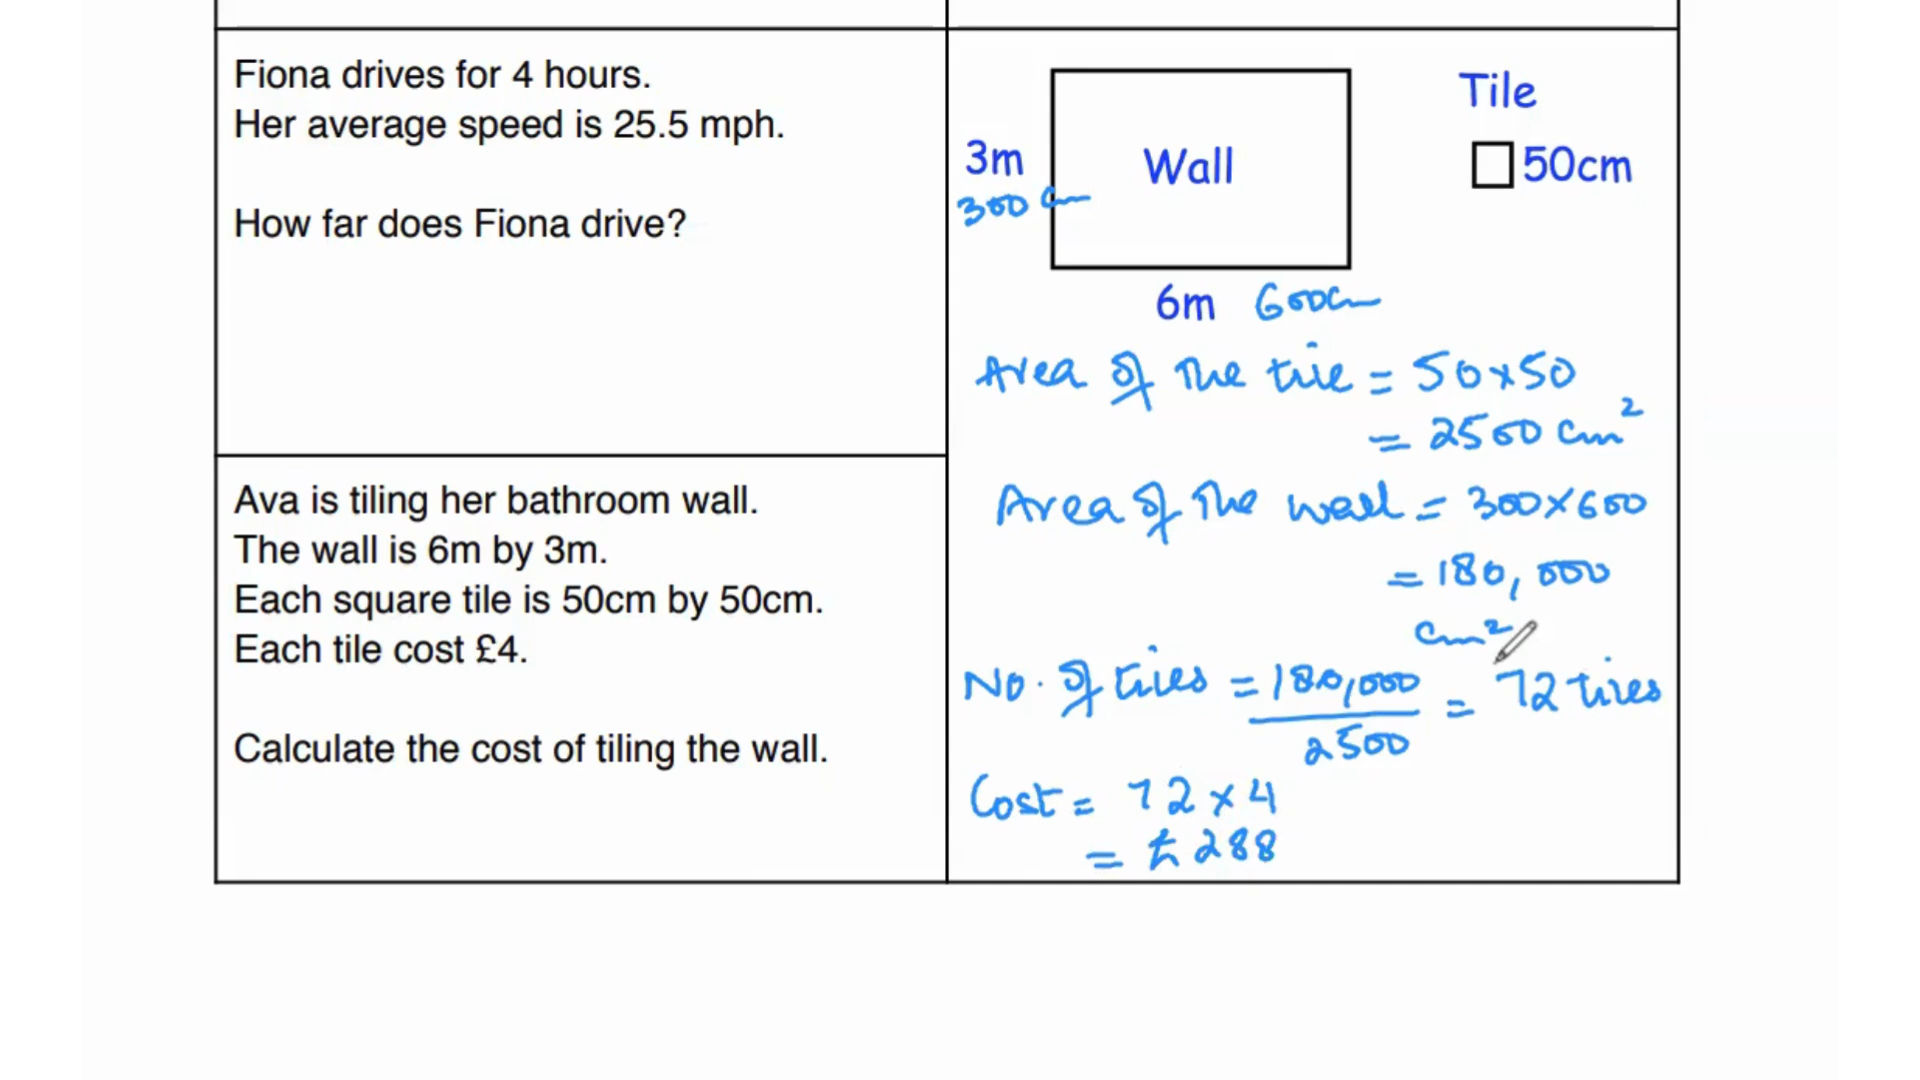 Fiona drives for 4 hours.
Her average speed is 25.5 mph.
How far does Fiona drive?
Ava is tiling her bathroom wall.
The wall is 6m by 3m.
Each square tile is 50cm by 50cm.
Each tile cost £4.
Calculate the cost of tiling the wall.
Tile
3m
Wall
50cm
300cm
6m 600cm
Area of the tile = 50×50
= 2500 cm²
Area of the wall = 300×600
= 180,000
cm²
No. of tiles = 180,000 / 2500 = 72 tiles
Cost = 72 × 4
= £288